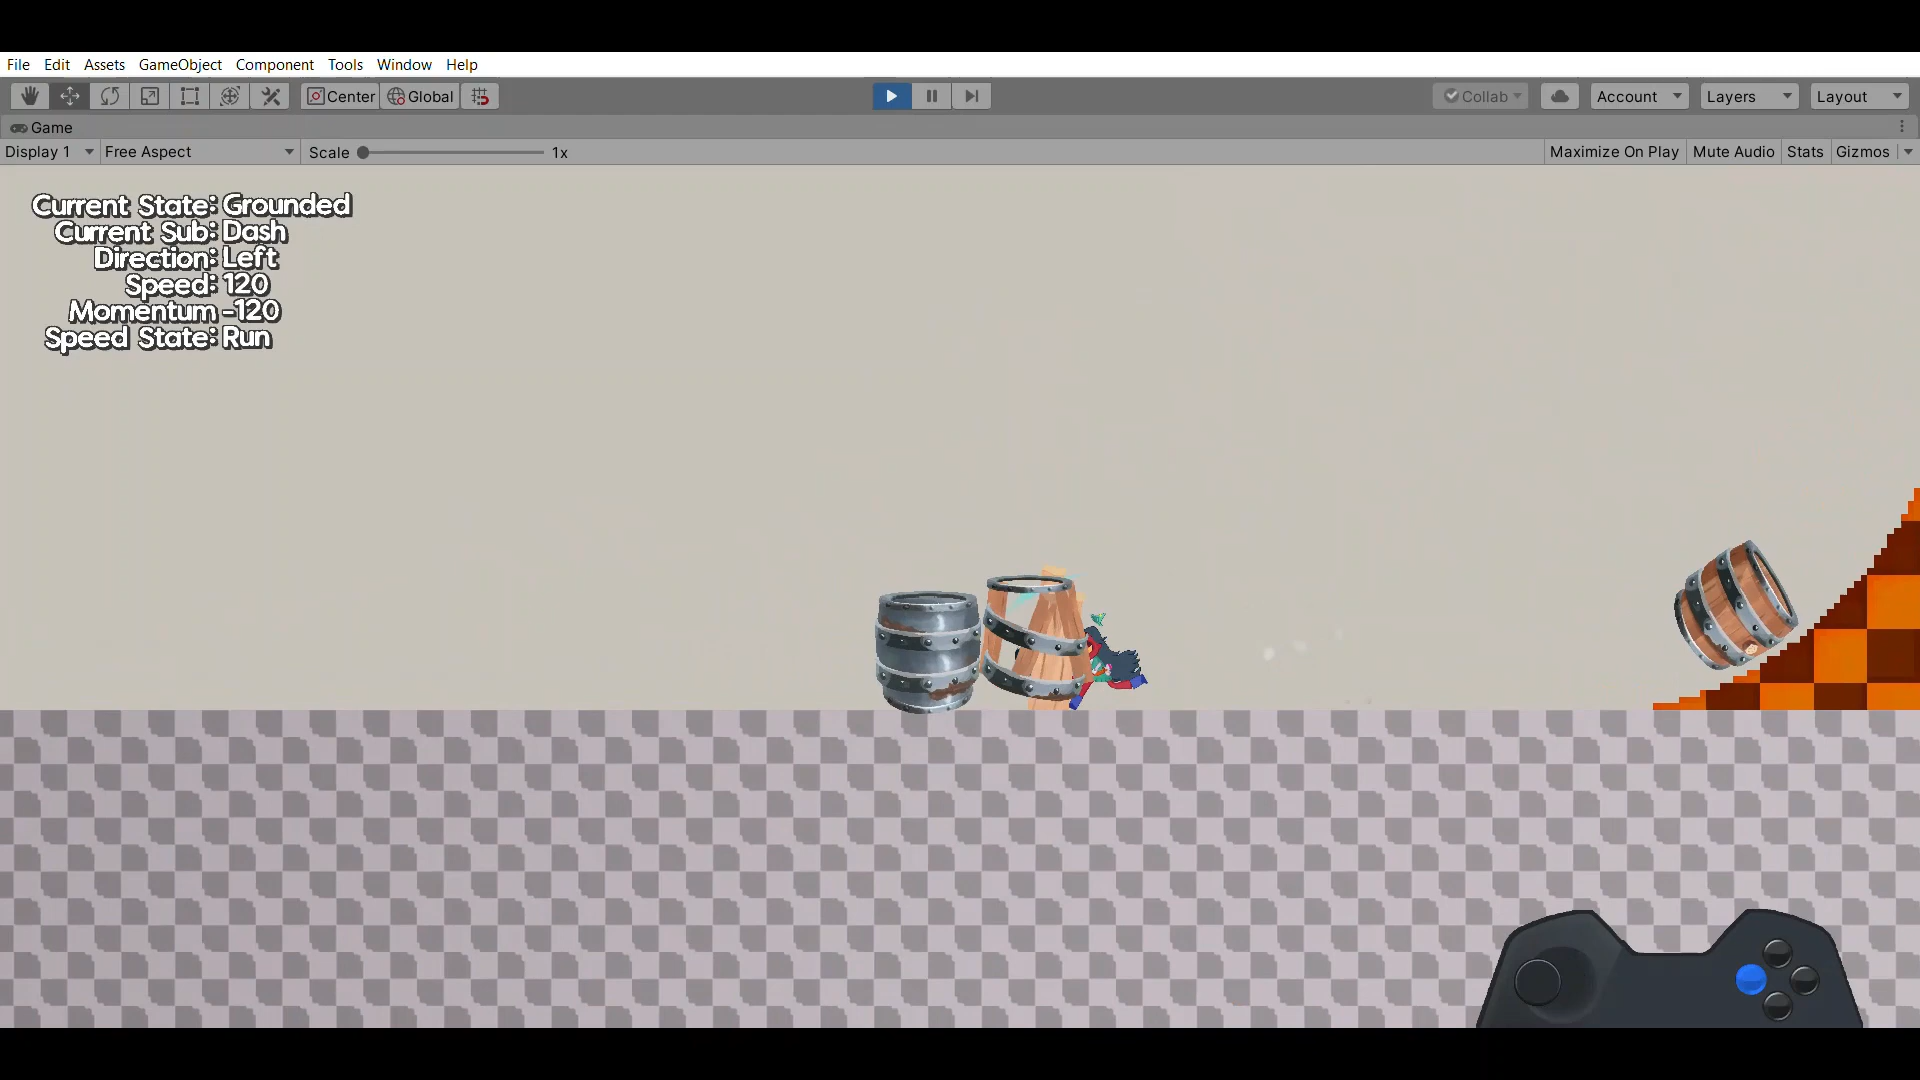 File Edit Assets GameObject Component Tools Window Help
Center Global Collab Account Layers Layout
Game
Display 1 Free Aspect Scale 1x Maximize On Play Mute Audio Stats Gizmos
Current State: Grounded
Current Sub: Dash
Direction: Left
Speed: 120
Momentum -120
Speed State: Run